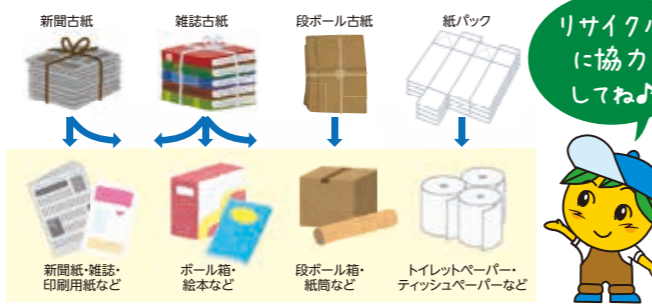 新聞古紙
雑誌古紙
段ボール古紙
紙パック
リサイクル
に協力
してね♪
新聞紙・雑誌・
印刷用紙など
ボール箱・
絵本など
段ボール箱・
紙筒など
トイレットペーパー・
ティッシュペーパーなど